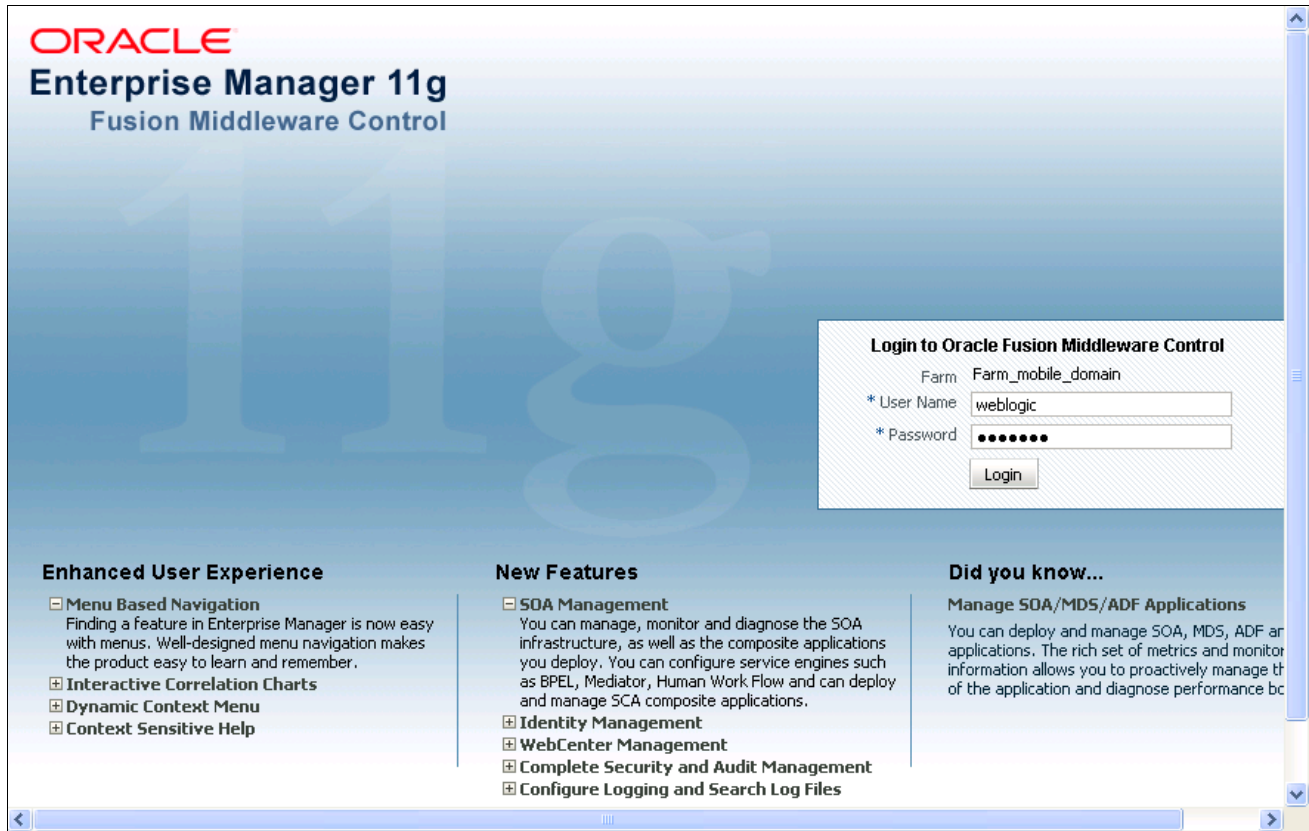 ORACLE
Enterprise Manager 11g
Fusion Middleware Control
11g
Login to Oracle Fusion Middleware Control
Farm Farm_mobile_domain
* User Name weblogic
* Password •••••••
Login
Enhanced User Experience
Menu Based Navigation
Finding a feature in Enterprise Manager is now easy
with menus. Well-designed menu navigation makes
the product easy to learn and remember.
Interactive Correlation Charts
Dynamic Context Menu
Context Sensitive Help
New Features
SOA Management
You can manage, monitor and diagnose the SOA
infrastructure, as well as the composite applications
you deploy. You can configure service engines such
as BPEL, Mediator, Human Work Flow and can deploy
and manage SCA composite applications.
Identity Management
WebCenter Management
Complete Security and Audit Management
Configure Logging and Search Log Files
Did you know...
Manage SOA/MDS/ADF Applications
You can deploy and manage SOA, MDS, ADF
applications. The rich set of metrics and monitor
information allows you to proactively manage
of the application and diagnose performance